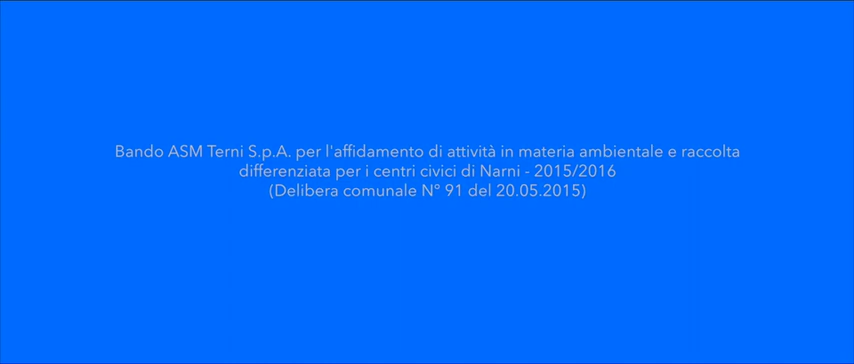 Bando ASM Terni S.p.A. per l'affidamento di attività in materia ambientale e raccolta
differenziata per i centri civici di Narni - 2015/2016
(Delibera comunale N° 91 del 20.05.2015)